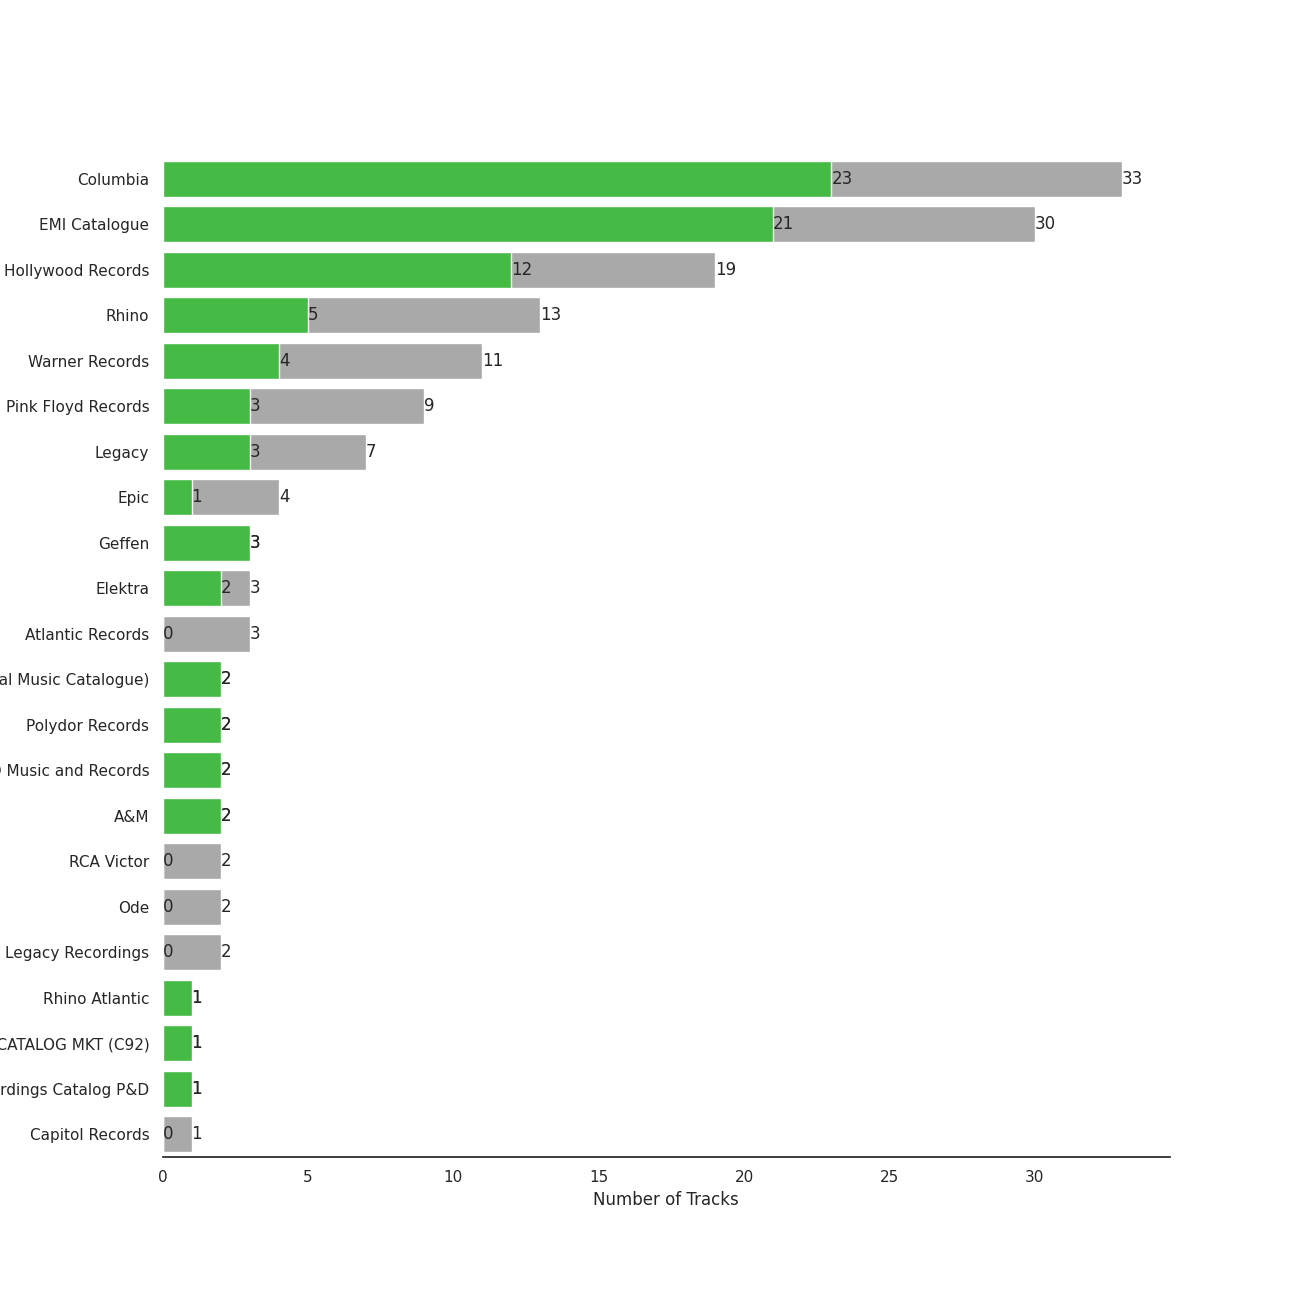 Columbia 23 33
EMI Catalogue 21 30
Hollywood Records 12 19
Rhino 5 13
Warner Records 4 11
Pink Floyd Records 3 9
Legacy 3 7
Epic 1 4
Geffen 3
Elektra 2 3
Atlantic Records 0 3
Music Catalogue) 2
Polydor Records 2
Music and Records 2
A&M 2
RCA Victor 0 2
Ode 0 2
Legacy Recordings 0 2
Rhino Atlantic 1
CATALOG MKT (C92) 1
Catalog P&D 1
Capitol Records 0 1
0 5 10 15 20 25 30
Number of Tracks